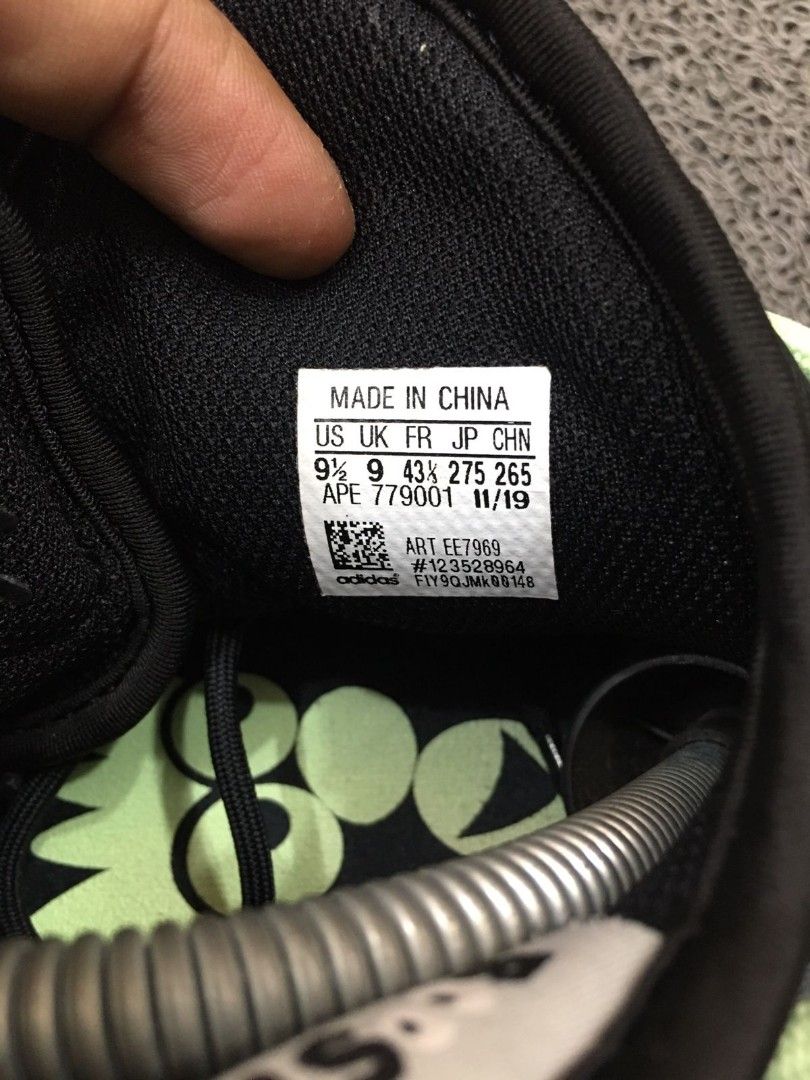 MADE IN CHINA
US UK FR JP CHN
9½ 9 43⅓ 275 265
APE 779001 11/19
ART EE7969
#123528964
adidas FIY9QJMK00148